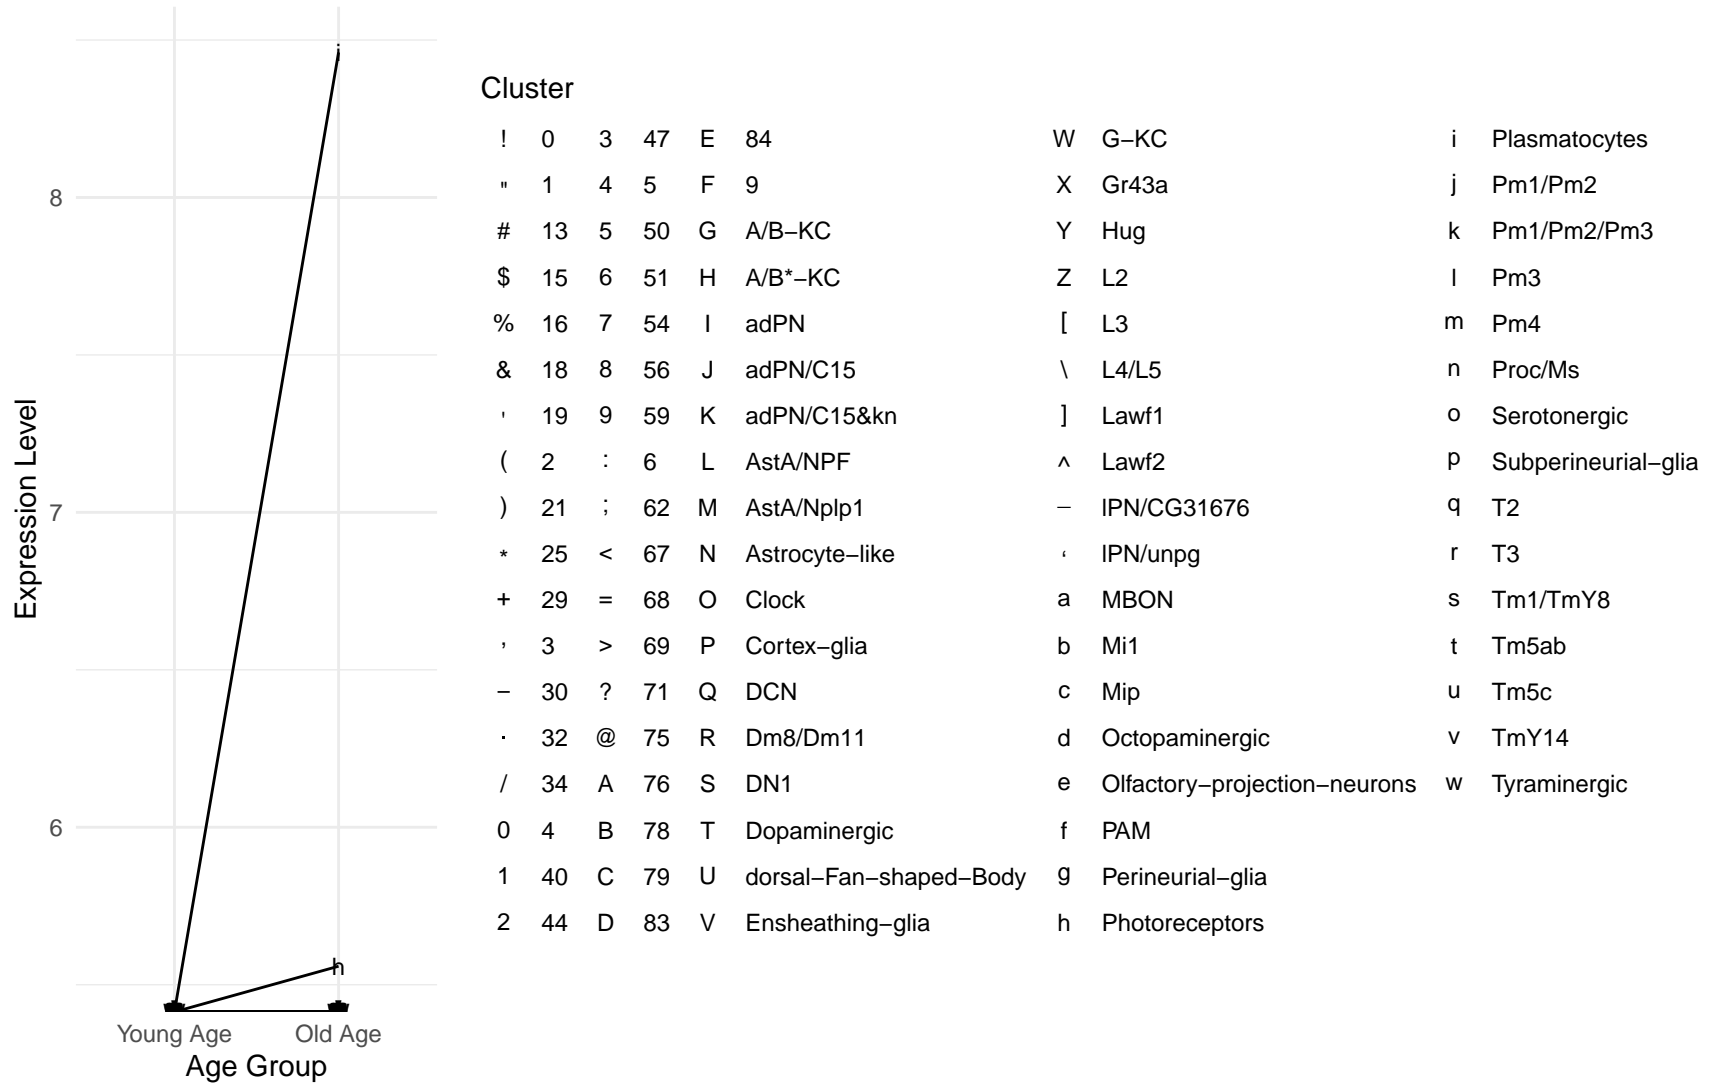 Cluster
! 0 3 47 E 84 W G−KC i Plasmatocytes
" 1 4 5 F 9 X Gr43a j Pm1/Pm2
# 13 5 50 G A/B−KC Y Hug k Pm1/Pm2/Pm3
$ 15 6 51 H A/B*−KC Z L2 l Pm3
% 16 7 54 I adPN [ L3 m Pm4
& 18 8 56 J adPN/C15 \ L4/L5 n Proc/Ms
' 19 9 59 K adPN/C15&kn ] Lawf1 o Serotonergic
( 2 : 6 L AstA/NPF ^ Lawf2 p Subperineurial−glia
) 21 ; 62 M AstA/Nplp1 – lPN/CG31676 q T2
* 25 < 67 N Astrocyte−like ‘ lPN/unpg r T3
+ 29 = 68 O Clock a MBON s Tm1/TmY8
, 3 > 69 P Cortex−glia b Mi1 t Tm5ab
− 30 ? 71 Q DCN c Mip u Tm5c
. 32 @ 75 R Dm8/Dm11 d Octopaminergic v TmY14
/ 34 A 76 S DN1 e Olfactory−projection−neurons w Tyraminergic
0 4 B 78 T Dopaminergic f PAM
1 40 C 79 U dorsal−Fan−shaped−Body g Perineurial−glia
2 44 D 83 V Ensheathing−glia h Photoreceptors
Expression Level
8
7
6
i
h
Young Age Old Age
Age Group